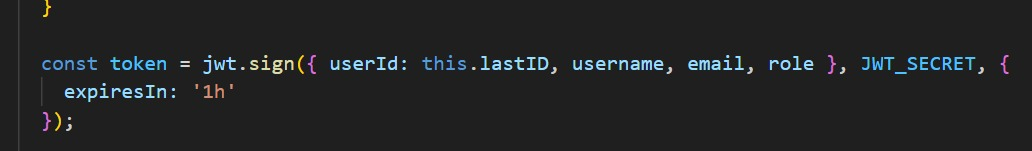 }
const token = jwt.sign({ userId: this.lastID, username, email, role }, JWT_SECRET, {
expiresIn: '1h'
});